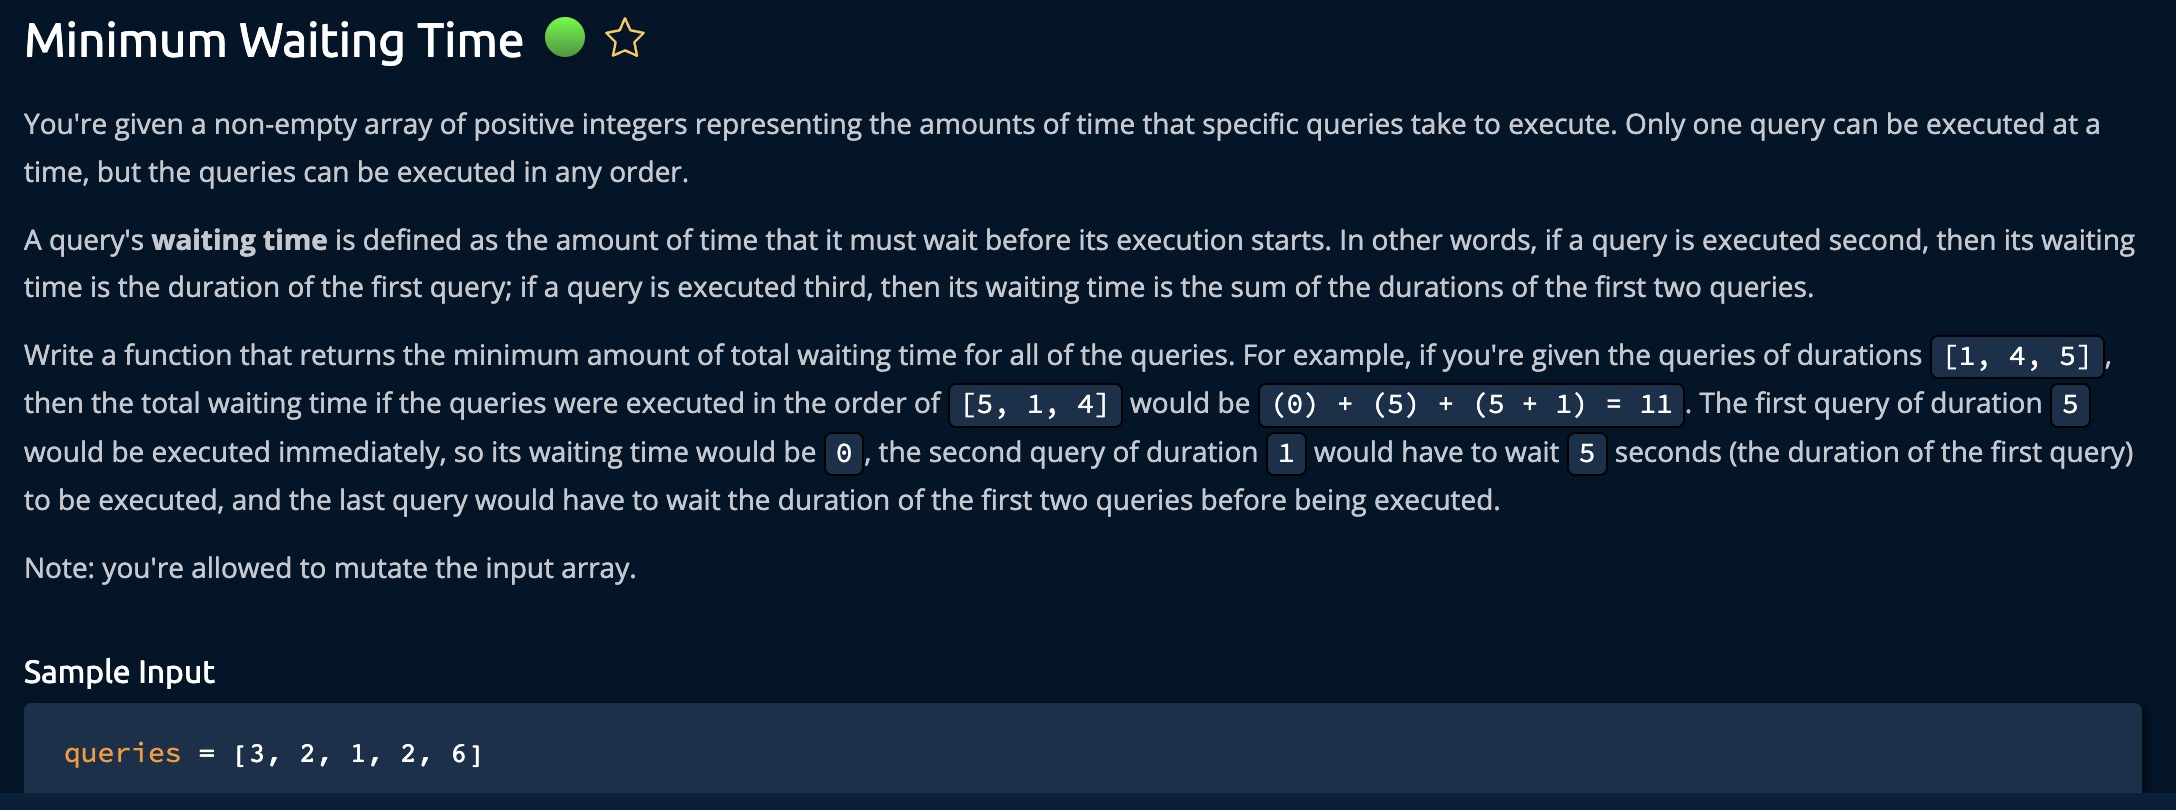 Minimum Waiting Time
You're given a non-empty array of positive integers representing the amounts of time that specific queries take to execute. Only one query can be executed at a
time, but the queries can be executed in any order.
A query's waiting time is defined as the amount of time that it must wait before its execution starts. In other words, if a query is executed second, then its waiting
time is the duration of the first query; if a query is executed third, then its waiting time is the sum of the durations of the first two queries.
Write a function that returns the minimum amount of total waiting time for all of the queries. For example, if you're given the queries of durations [1, 4, 5],
then the total waiting time if the queries were executed in the order of [5, 1, 4] would be (0) + (5) + (5 + 1) = 11. The first query of duration 5
would be executed immediately, so its waiting time would be 0, the second query of duration 1 would have to wait 5 seconds (the duration of the first query)
to be executed, and the last query would have to wait the duration of the first two queries before being executed.
Note: you're allowed to mutate the input array.
Sample Input
queries = [3, 2, 1, 2, 6]